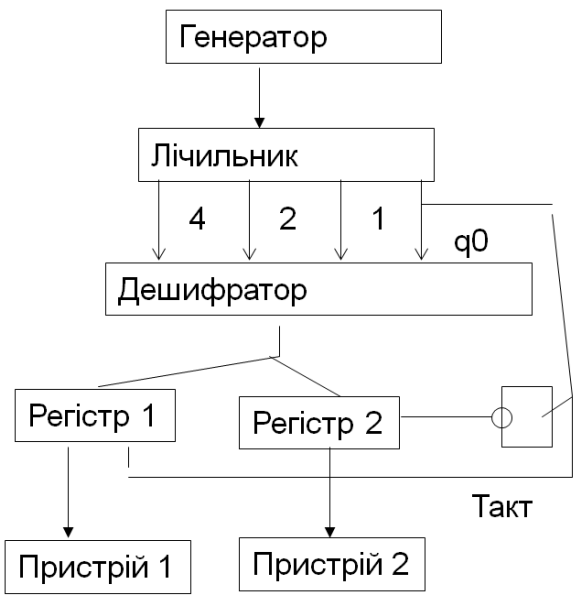 Генератор
Лічильник
4 2 1
q0
Дешифратор
Регістр 1
Регістр 2
Такт
Пристрій 1
Пристрій 2